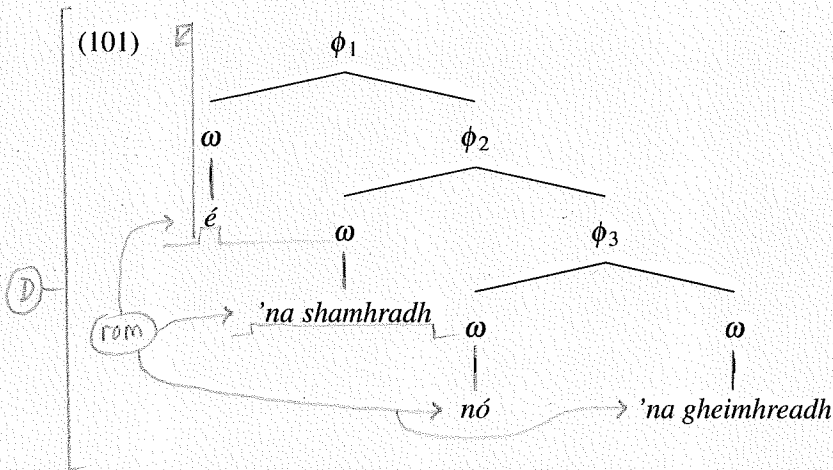 (101) ϕ₁
ω ϕ₂
é ω ϕ₃
D
rom 'na shamhradh ω ω
nó 'na gheimhreadh